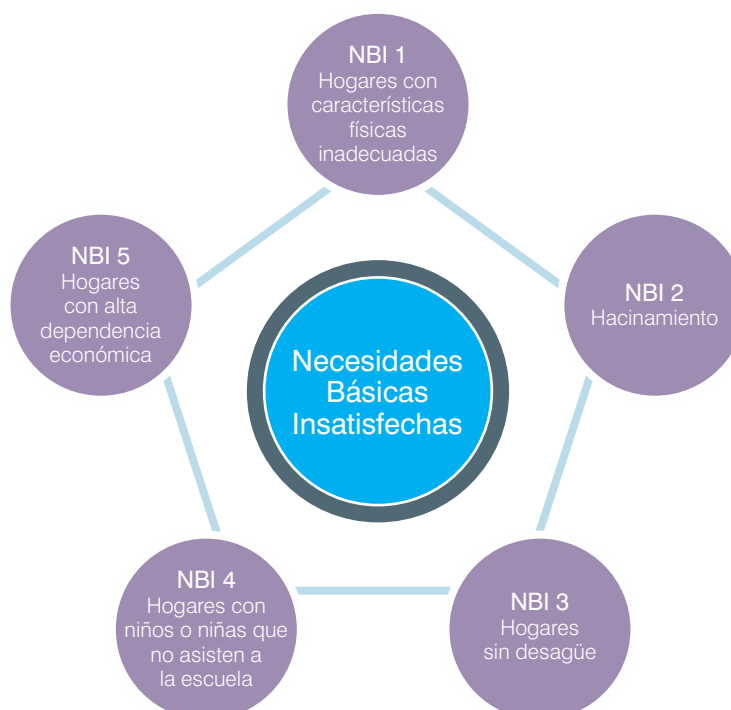 NBI 1
Hogares con
características
físicas
inadecuadas
NBI 2
Hacinamiento
NBI 3
Hogares
sin desagüe
NBI 4
Hogares con
niños o niñas que
no asisten a
la escuela
NBI 5
Hogares
con alta
dependencia
económica
Necesidades
Básicas
Insatisfechas